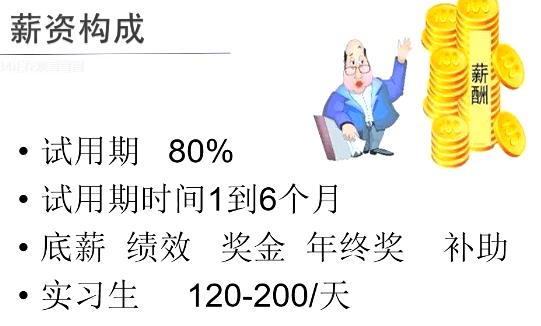 薪资构成
薪酬
• 试用期 80%
• 试用期时间1到6个月
• 底薪 绩效 奖金 年终奖 补助
• 实习生 120-200/天